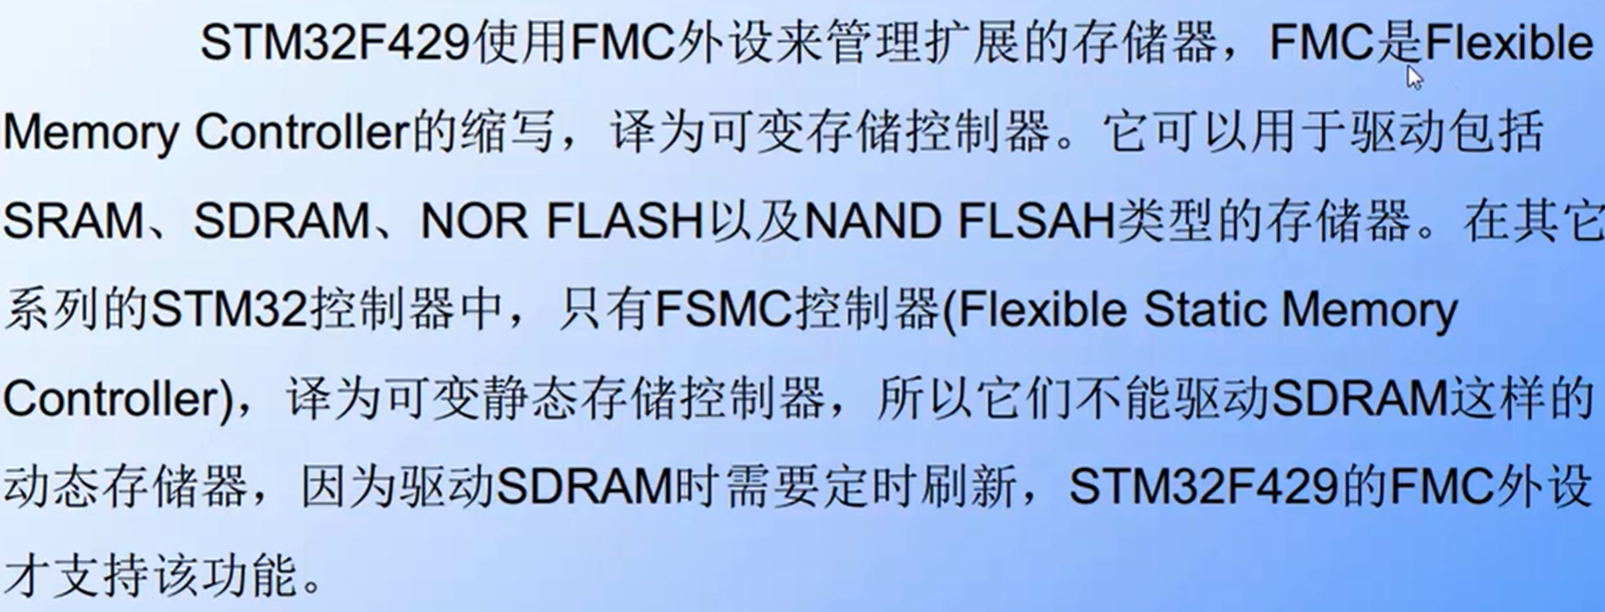 STM32F429使用FMC外设来管理扩展的存储器，FMC是Flexible
Memory Controller的缩写，译为可变存储控制器。它可以用于驱动包括
SRAM、SDRAM、NOR FLASH以及NAND FLSAH类型的存储器。在其它
系列的STM32控制器中，只有FSMC控制器(Flexible Static Memory
Controller)，译为可变静态存储控制器，所以它们不能驱动SDRAM这样的
动态存储器，因为驱动SDRAM时需要定时刷新，STM32F429的FMC外设
才支持该功能。